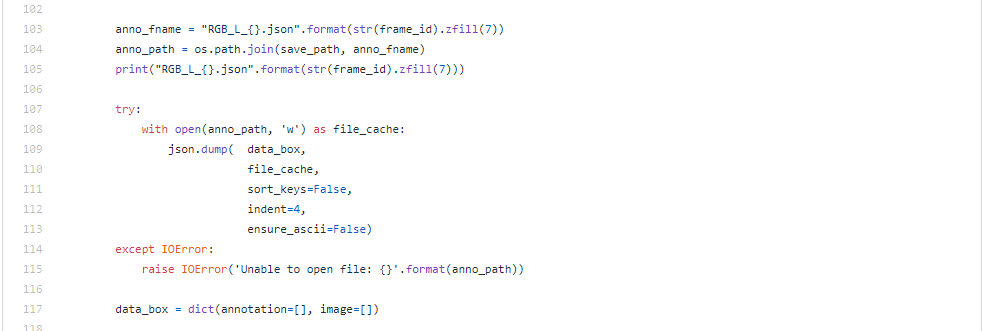 102
103 anno_fname = "RGB_L_{}.json".format(str(frame_id).zfill(7))
104 anno_path = os.path.join(save_path, anno_fname)
105 print("RGB_L_{}.json".format(str(frame_id).zfill(7)))
106
107 try:
108 with open(anno_path, 'w') as file_cache:
109 json.dump(  data_box,
110 file_cache,
111 sort_keys=False,
112 indent=4,
113 ensure_ascii=False)
114 except IOError:
115 raise IOError('Unable to open file: {}'.format(anno_path))
116
117 data_box = dict(annotation=[], image=[])
118